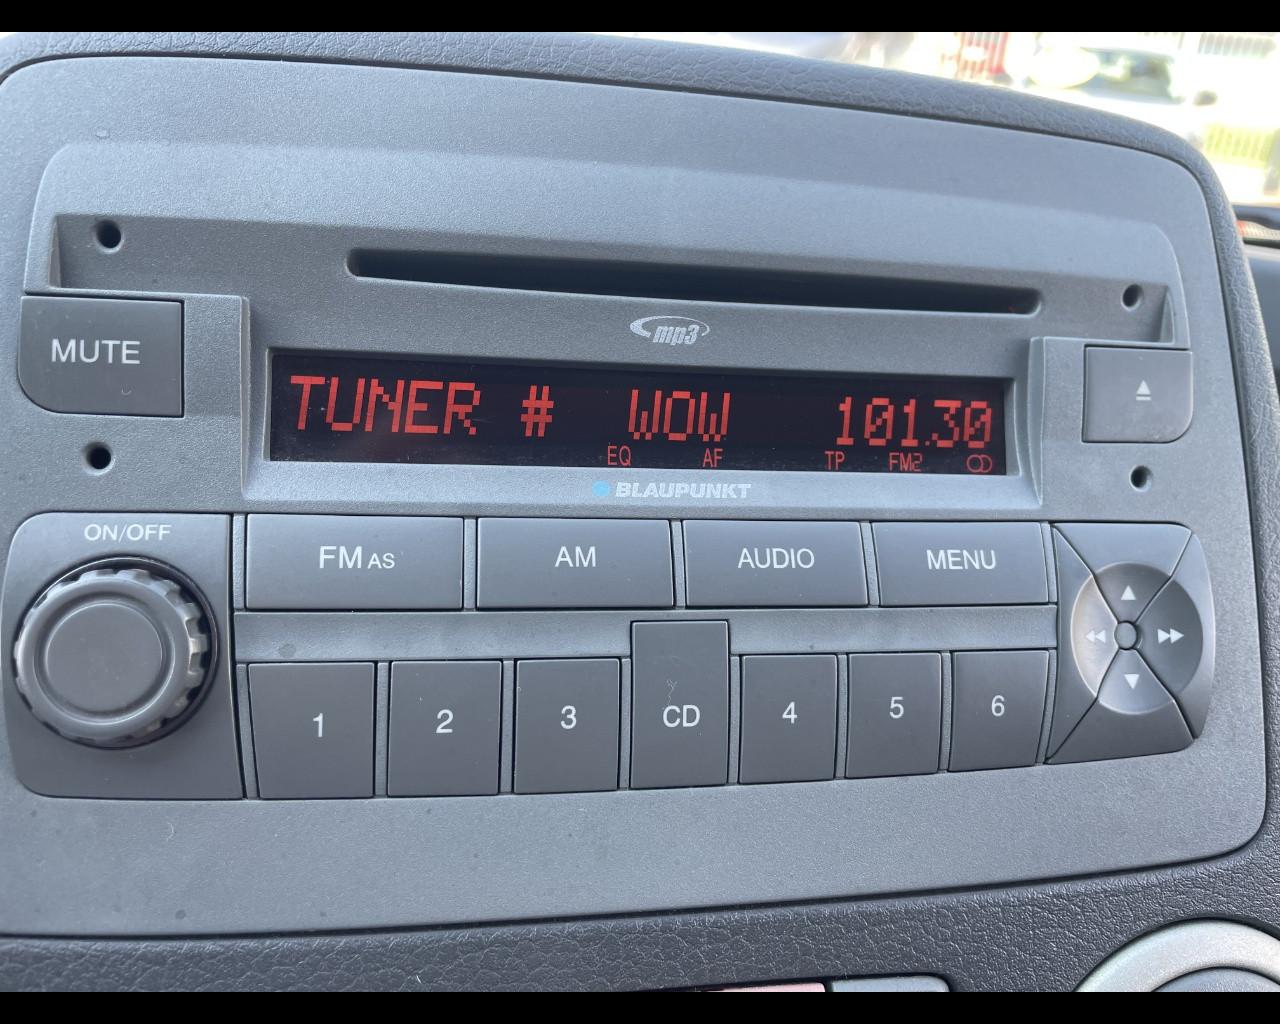 mp3
MUTE
TUNER # WOW 101.30
EQ AF TP FM2
BLAUPUNKT
ON/OFF
FM AS AM AUDIO MENU
1 2 3 CD 4 5 6